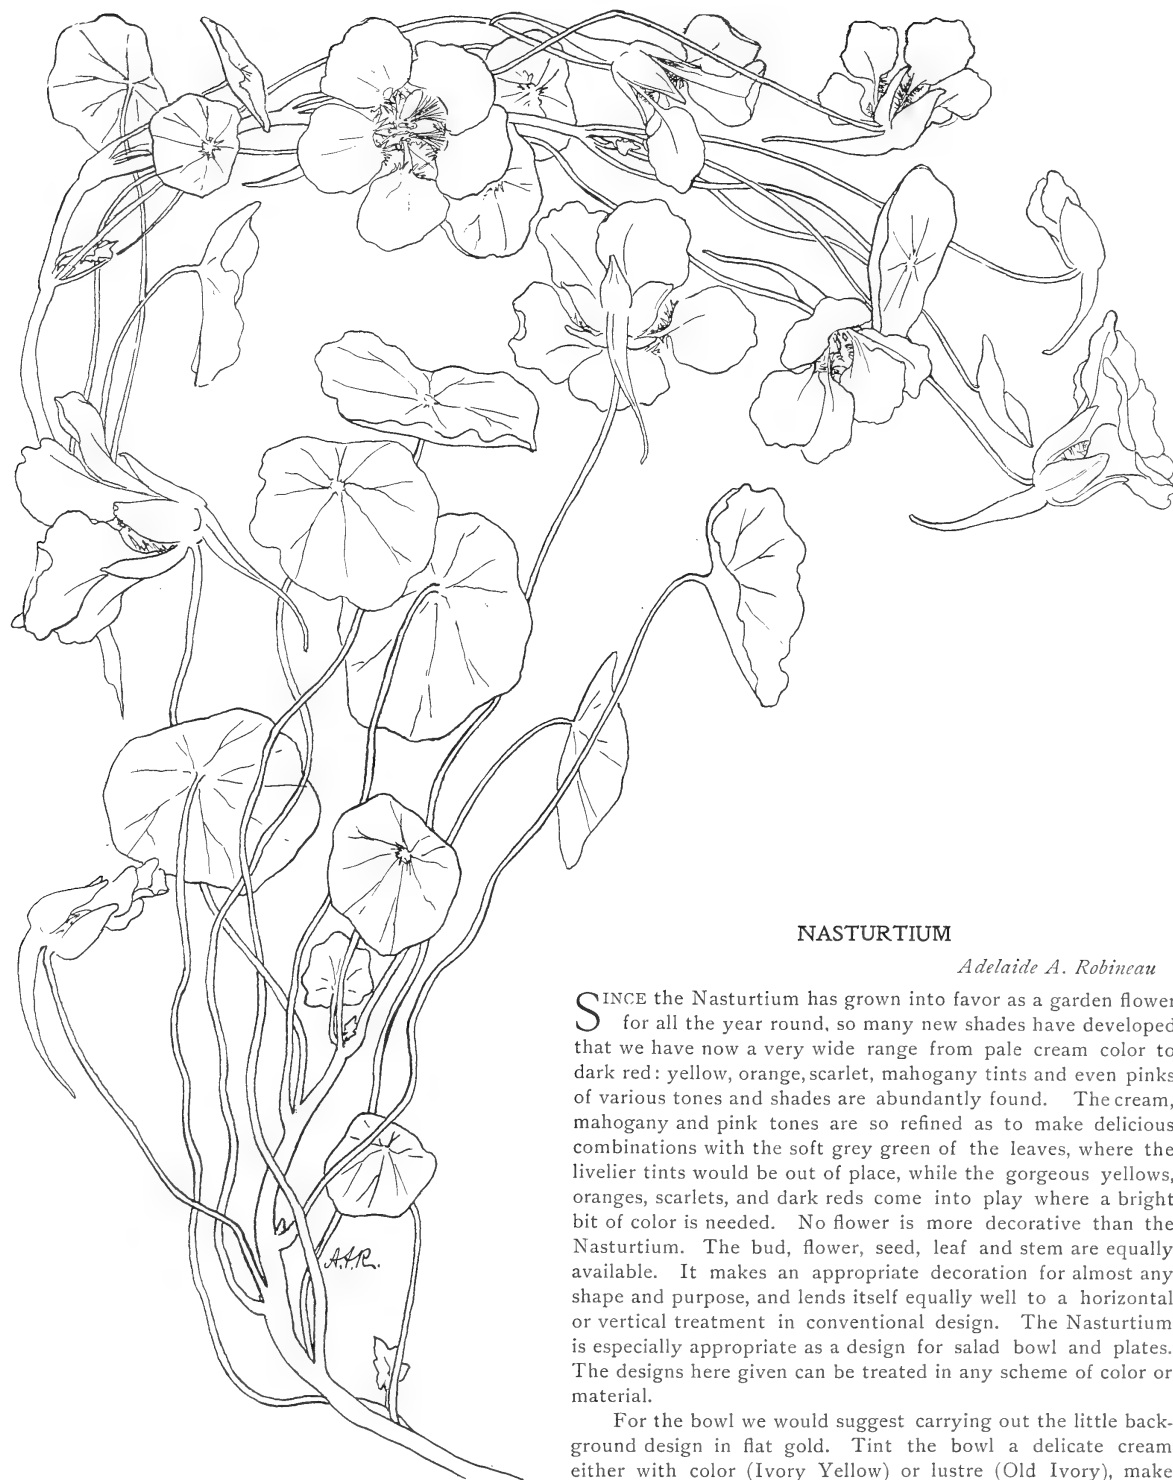 NASTURTIUM
Adelaide A. Robineau
SINCE the Nasturtium has grown into favor as a garden flower
for all the year round, so many new shades have developed
that we have now a very wide range from pale cream color to
dark red: yellow, orange, scarlet, mahogany tints and even pinks
of various tones and shades are abundantly found. The cream,
mahogany and pink tones are so refined as to make delicious
combinations with the soft grey green of the leaves, where the
livelier tints would be out of place, while the gorgeous yellows,
oranges, scarlets, and dark reds come into play where a bright
bit of color is needed. No flower is more decorative than the
Nasturtium. The bud, flower, seed, leaf and stem are equally
available. It makes an appropriate decoration for almost any
shape and purpose, and lends itself equally well to a horizontal
or vertical treatment in conventional design. The Nasturtium
A.A.R.
is especially appropriate as a design for salad bowl and plates.
The designs here given can be treated in any scheme of color or
material.
For the bowl we would suggest carrying out the little back-
ground design in flat gold. Tint the bowl a delicate cream
either with color (Ivory Yellow) or lustre (Old Ivory), make